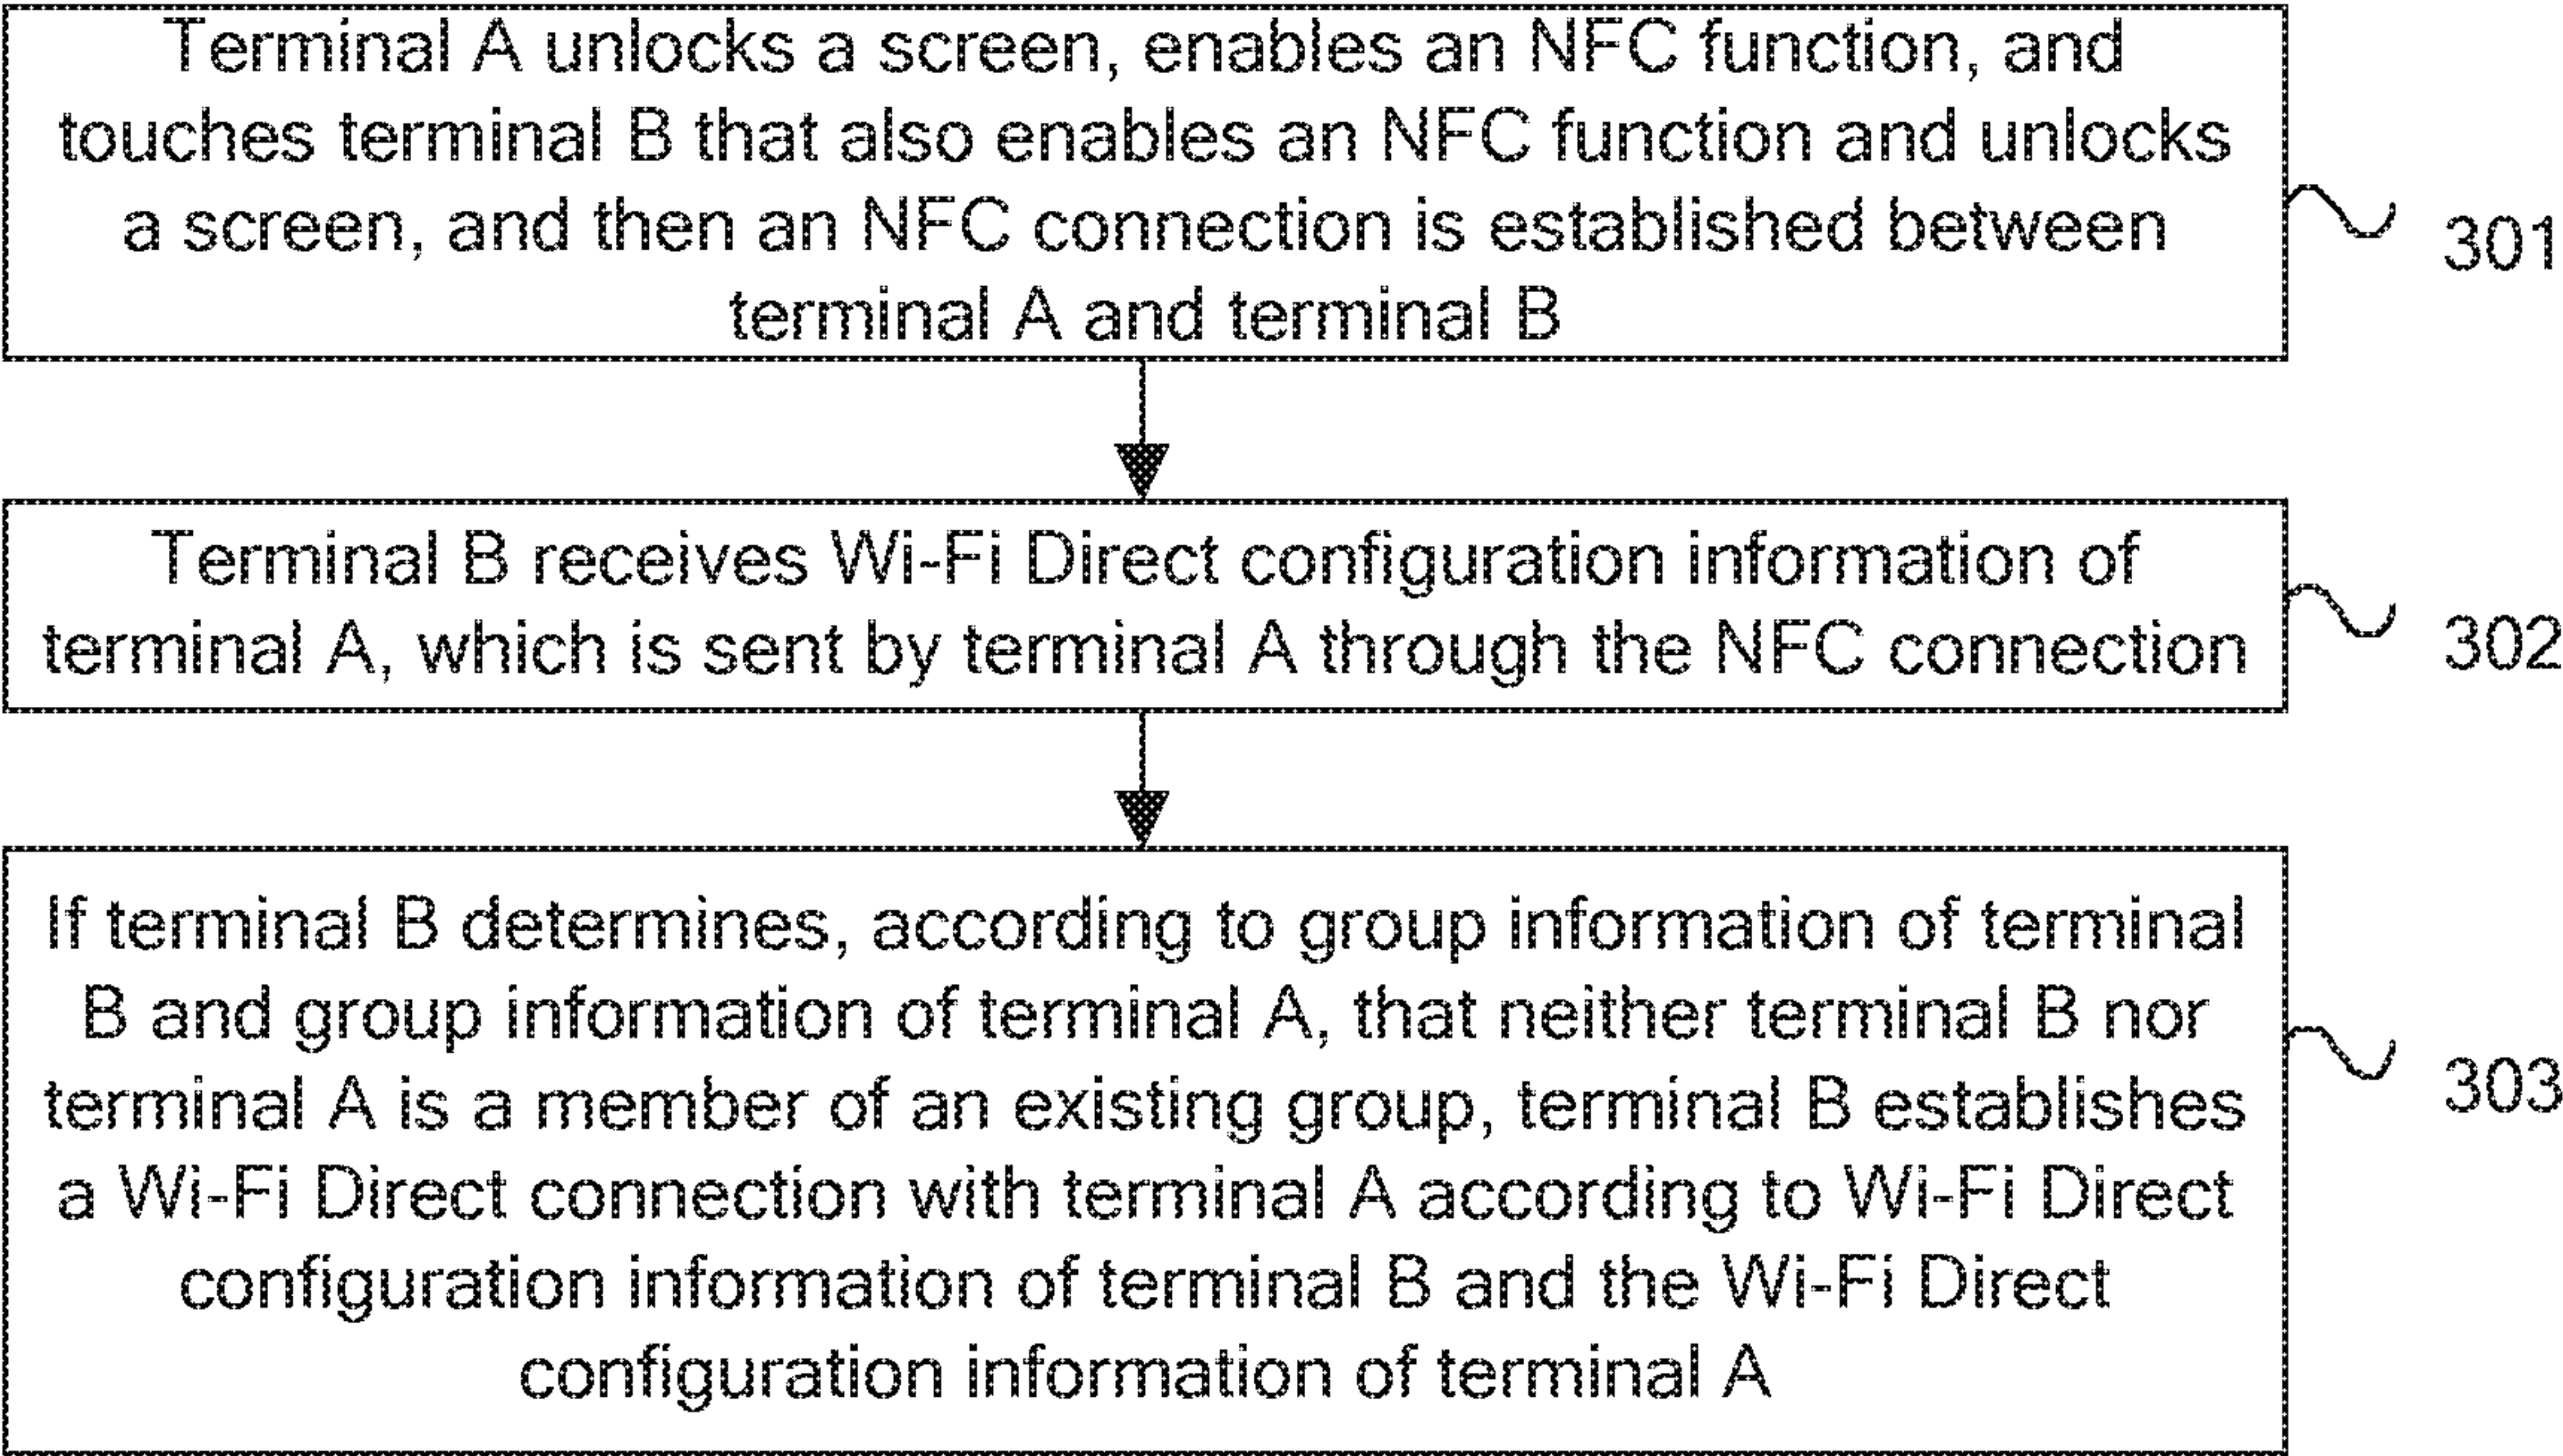 Terminal A unlocks a screen, enables an NFC function, and
touches terminal B that also enables an NFC function and unlocks
a screen, and then an NFC connection is established between
terminal A and terminal B
301
Terminal B receives Wi-Fi Direct configuration information of
terminal A, which is sent by terminal A through the NFC connection
302
If terminal B determines, according to group information of terminal
B and group information of terminal A, that neither terminal B nor
terminal A is a member of an existing group, terminal B establishes
a Wi-Fi Direct connection with terminal A according to Wi-Fi Direct
configuration information of terminal B and the Wi-Fi Direct
configuration information of terminal A
303